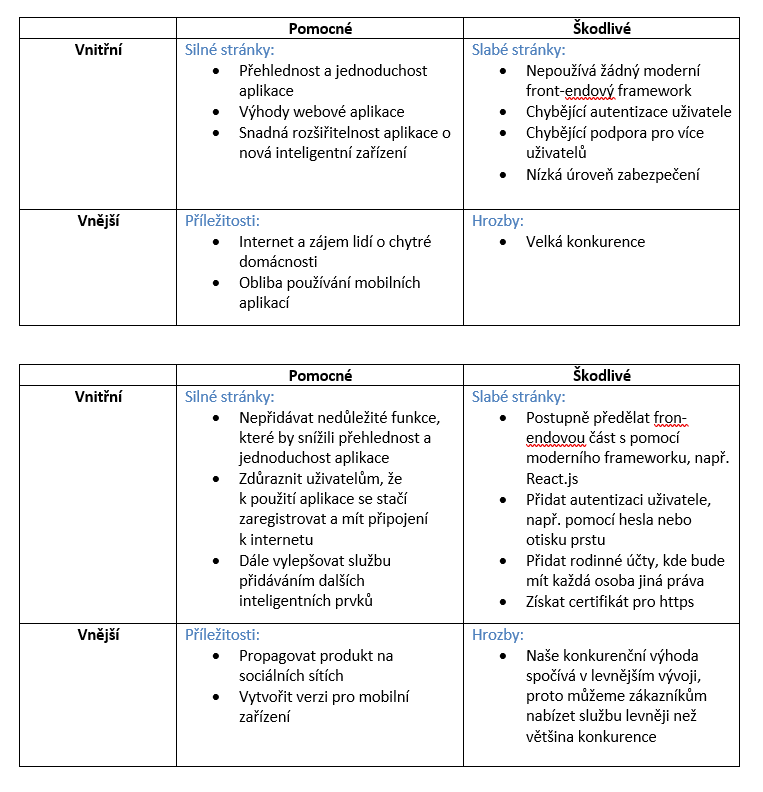 Pomocné
Škodlivé
Vnitřní
Silné stránky:
• Přehlednost a jednoduchost
aplikace
• Výhody webové aplikace
• Snadná rozšiřitelnost aplikace o
nová inteligentní zařízení
Slabé stránky:
• Nepoužívá žádný moderní
front-endový framework
• Chybějící autentizace uživatele
• Chybějící podpora pro více
uživatelů
• Nízká úroveň zabezpečení
Vnější
Příležitosti:
• Internet a zájem lidí o chytré
domácnosti
• Obliba používání mobilních
aplikací
Hrozby:
• Velká konkurence
Pomocné
Škodlivé
Vnitřní
Silné stránky:
• Nepřidávat nedůležité funkce,
které by snížili přehlednost a
jednoduchost aplikace
• Zdůraznit uživatelům, že
k použití aplikace se stačí
zaregistrovat a mít připojení
k internetu
• Dále vylepšovat službu
přidáváním dalších
inteligentních prvků
Slabé stránky:
• Postupně předělat fron-
endovou část s pomocí
moderního frameworku, např.
React.js
• Přidat autentizaci uživatele,
např. pomocí hesla nebo
otisku prstu
• Přidat rodinné účty, kde bude
mít každá osoba jiná práva
• Získat certifikát pro https
Vnější
Příležitosti:
• Propagovat produkt na
sociálních sítích
• Vytvořit verzi pro mobilní
zařízení
Hrozby:
• Naše konkurenční výhoda
spočívá v levnějším vývoji,
proto můžeme zákazníkům
nabízet službu levněji než
většina konkurence